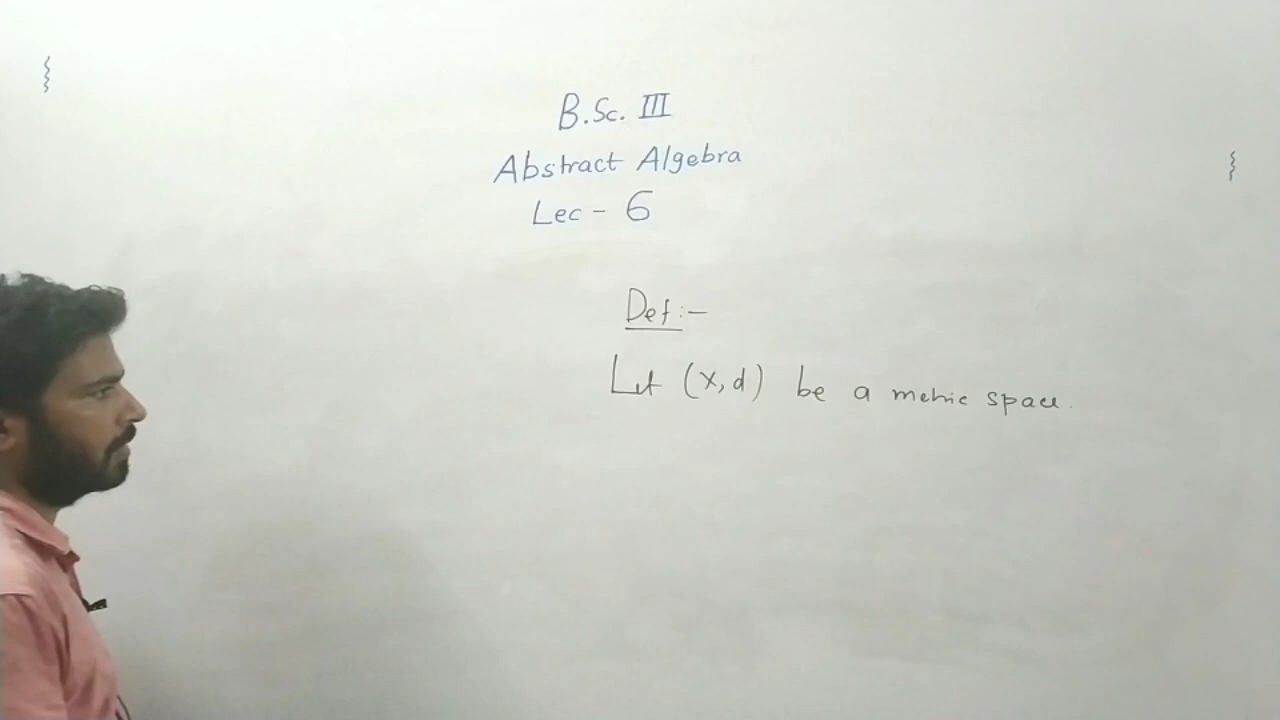 B.Sc. III
Abstract Algebra
Lec - 6
Def :-
Let (X, d) be a metric space.